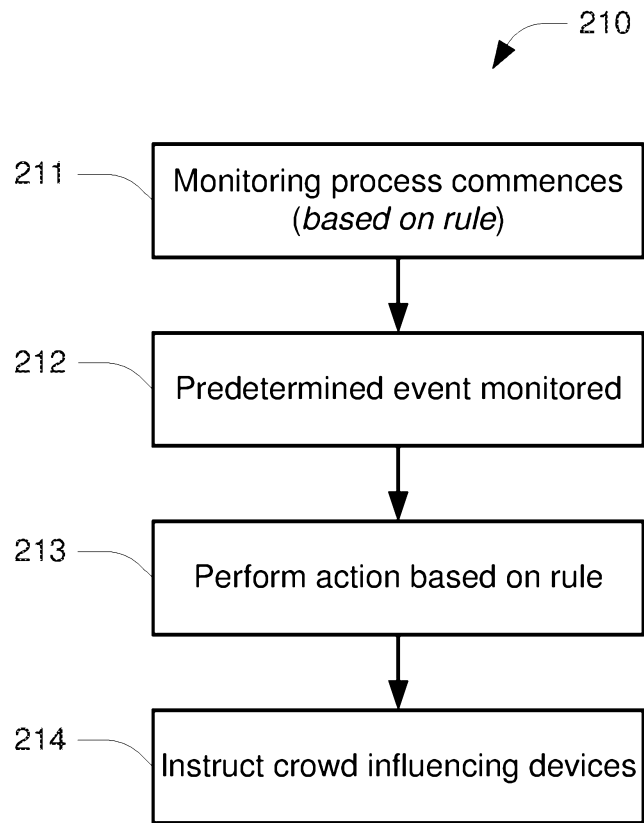 210
211
Monitoring process commences
(based on rule)
212
Predetermined event monitored
213
Perform action based on rule
214
Instruct crowd influencing devices